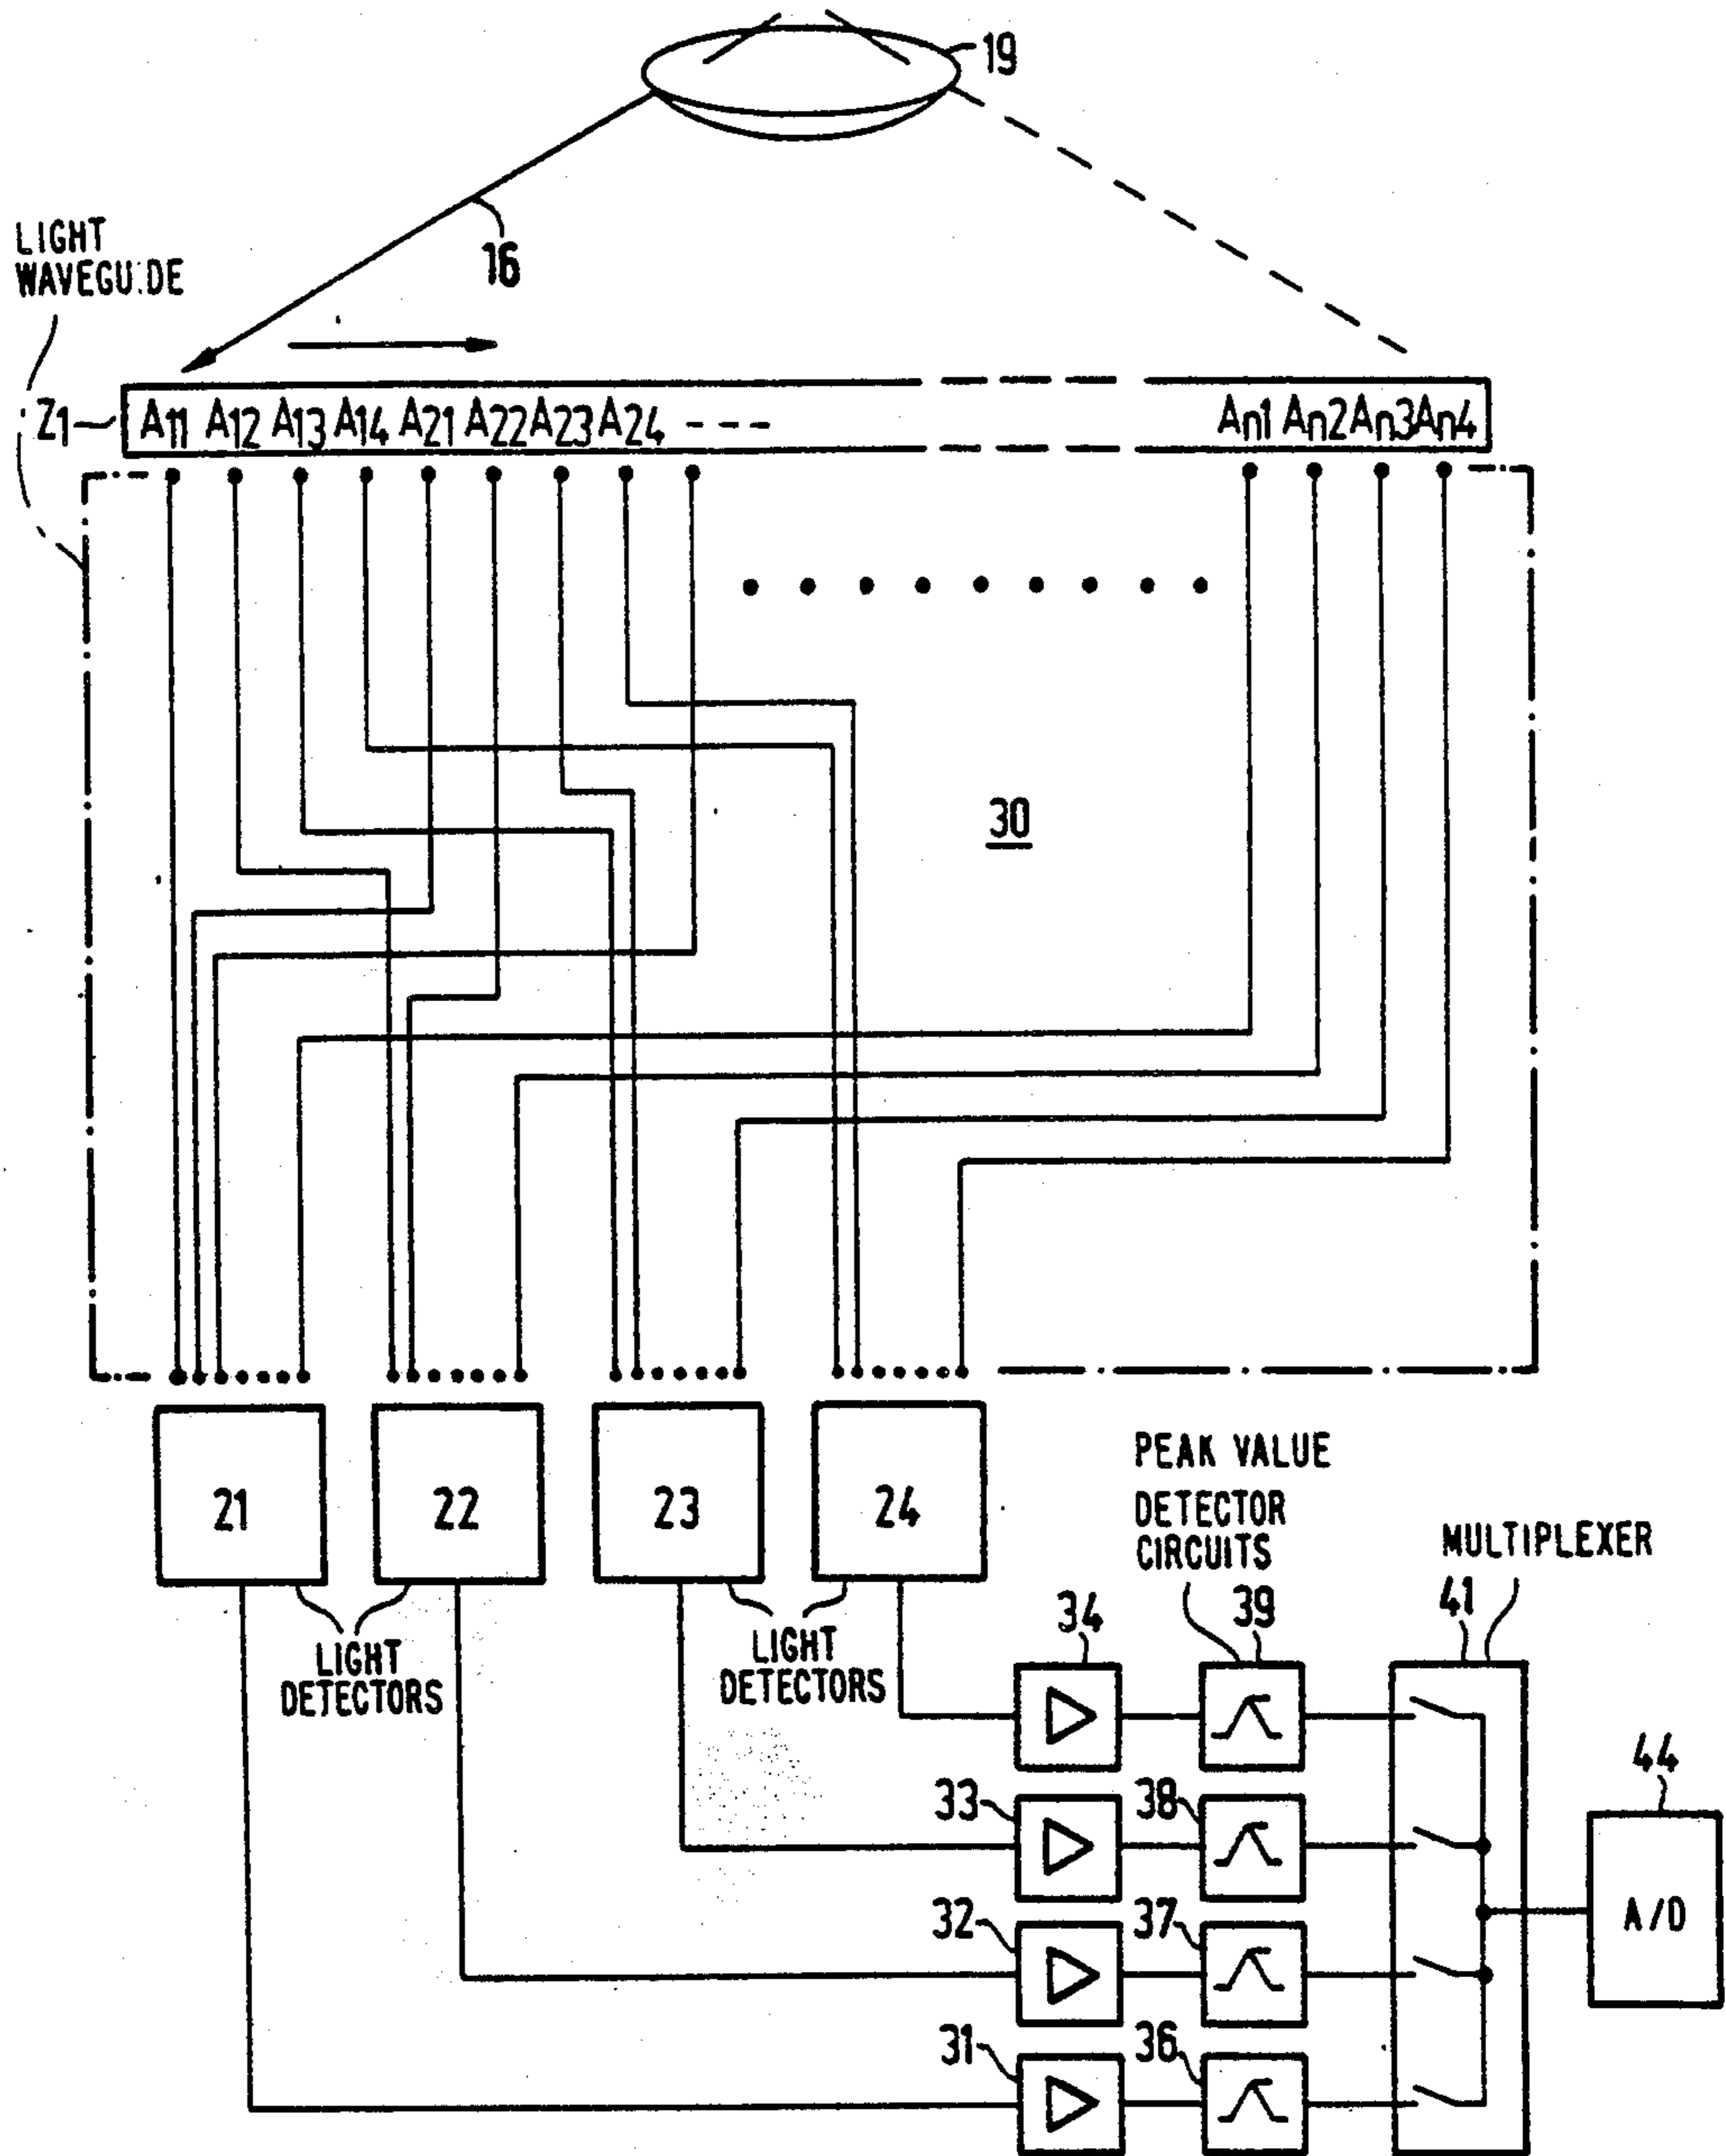 19
16
LIGHT
WAVEGU.DE
Z1
A11 A12 A13 A14 A21 A22 A23 A24 --- An1 An2 An3 An4
30
21 22 23 24
LIGHT
DETECTORS
LIGHT
DETECTORS
PEAK VALUE
DETECTOR
CIRCUITS
MULTIPLEXER
34 39 41
33 38 44
32 37 A/D
31 36